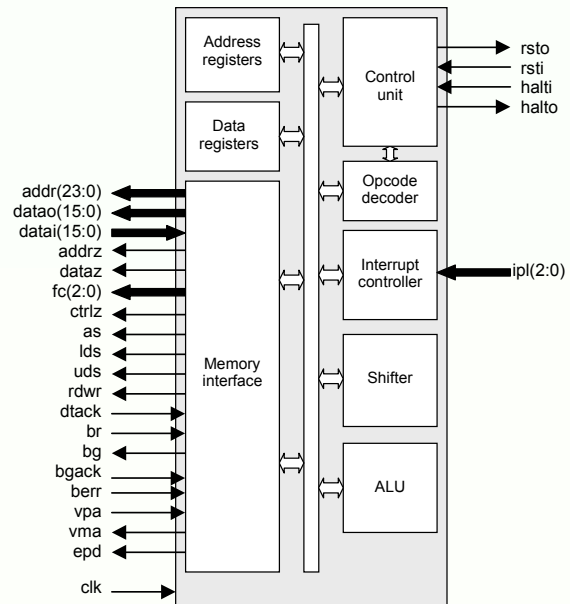 Address
registers
Data
registers
Memory
interface
Control
unit
Opcode
decoder
Interrupt
controller
Shifter
ALU
addr(23:0)
datao(15:0)
datai(15:0)
addrz
dataz
fc(2:0)
ctrlz
as
lds
uds
rdwr
dtack
br
bg
bgack
berr
vpa
vma
epd
clk
rsto
rsti
halti
halto
ipl(2:0)